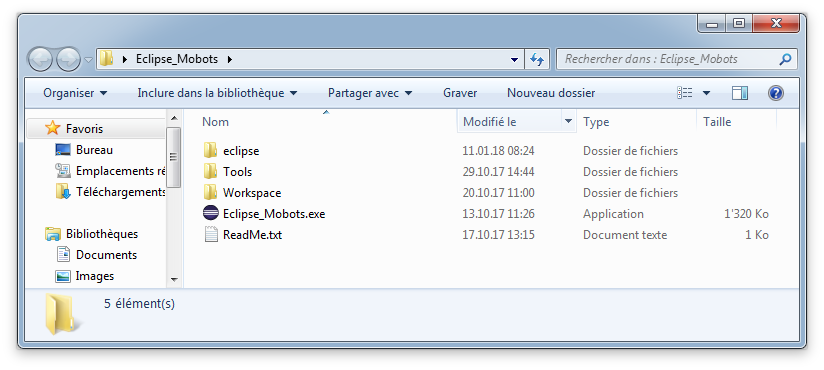 Eclipse_Mobots
Rechercher dans : Eclipse_Mobots
Organiser Inclure dans la bibliothèque Partager avec Graver Nouveau dossier
Favoris
Bureau
Emplacements ré
Téléchargements
Bibliothèques
Documents
Images
Nom Modifié le Type Taille
eclipse 11.01.18 08:24 Dossier de fichiers
Tools 29.10.17 14:44 Dossier de fichiers
Workspace 20.10.17 11:00 Dossier de fichiers
Eclipse_Mobots.exe 13.10.17 11:26 Application 1'320 Ko
ReadMe.txt 17.10.17 13:15 Document texte 1 Ko
5 élément(s)